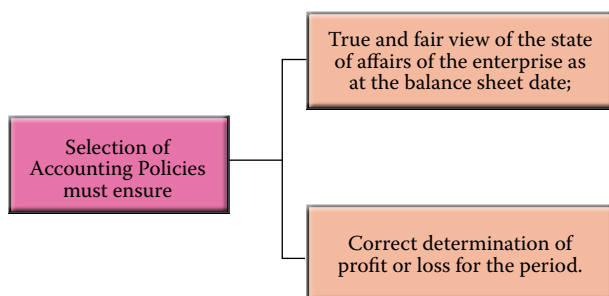 True and fair view of the state
of affairs of the enterprise as
at the balance sheet date;
Selection of
Accounting Policies
must ensure
Correct determination of
profit or loss for the period.